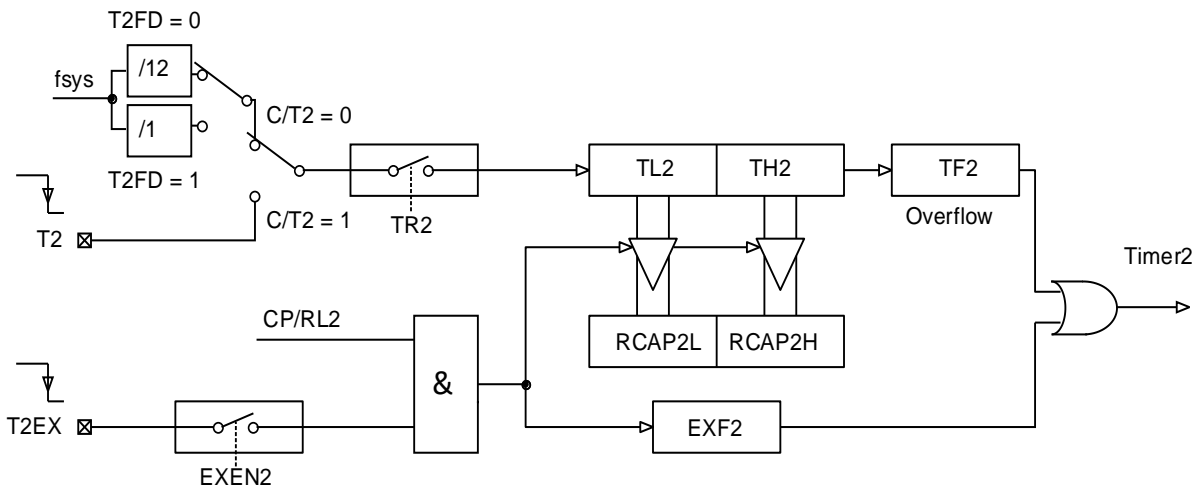 T2FD = 0
/12
fsys
C/T2 = 0
/1
TL2
TH2
TF2
T2FD = 1
C/T2 = 1
TR2
Overflow
T2
Timer2
CP/RL2
RCAP2L
RCAP2H
&
T2EX
EXF2
EXEN2